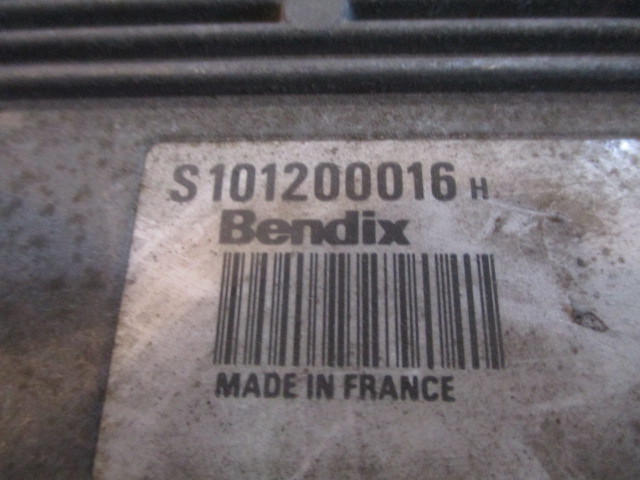 S101200016 H
Bendix
MADE IN FRANCE